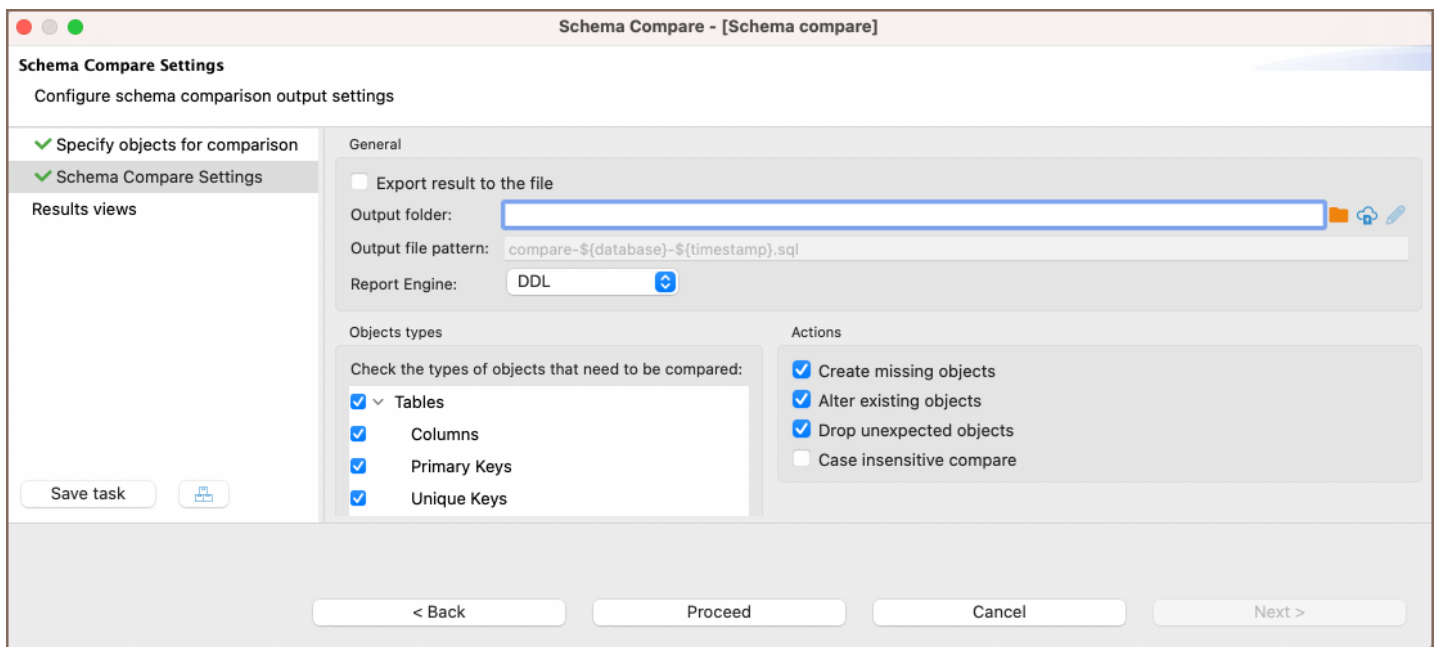 Schema Compare - [Schema compare]
Schema Compare Settings
Configure schema comparison output settings
Specify objects for comparison
Schema Compare Settings
Results views
Save task
General
Export result to the file
Output folder:
Output file pattern: compare-${database}-${timestamp}.sql
Report Engine: DDL
Objects types
Check the types of objects that need to be compared:
Tables
Columns
Primary Keys
Unique Keys
Actions
Create missing objects
Alter existing objects
Drop unexpected objects
Case insensitive compare
< Back
Proceed
Cancel
Next >